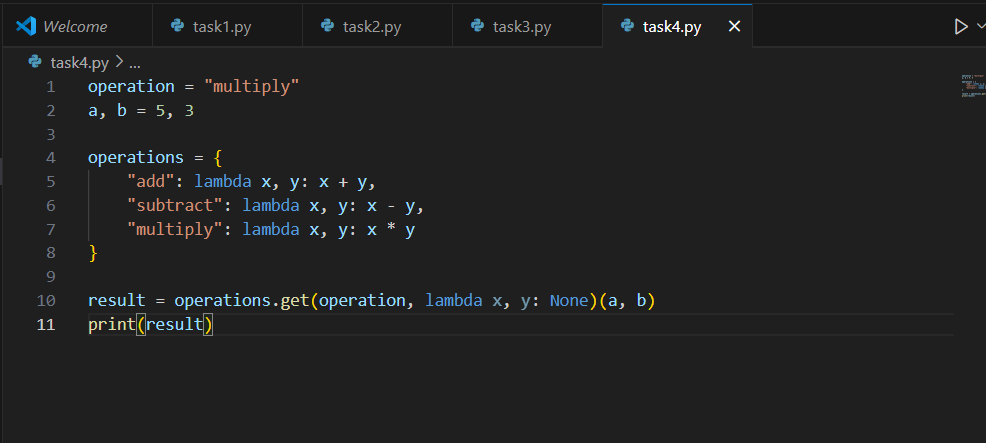 Welcome task1.py task2.py task3.py task4.py
task4.py > ...
1 operation = "multiply"
2 a, b = 5, 3
3
4 operations = {
5     "add": lambda x, y: x + y,
6     "subtract": lambda x, y: x - y,
7     "multiply": lambda x, y: x * y
8 }
9
10 result = operations.get(operation, lambda x, y: None)(a, b)
11 print(result)